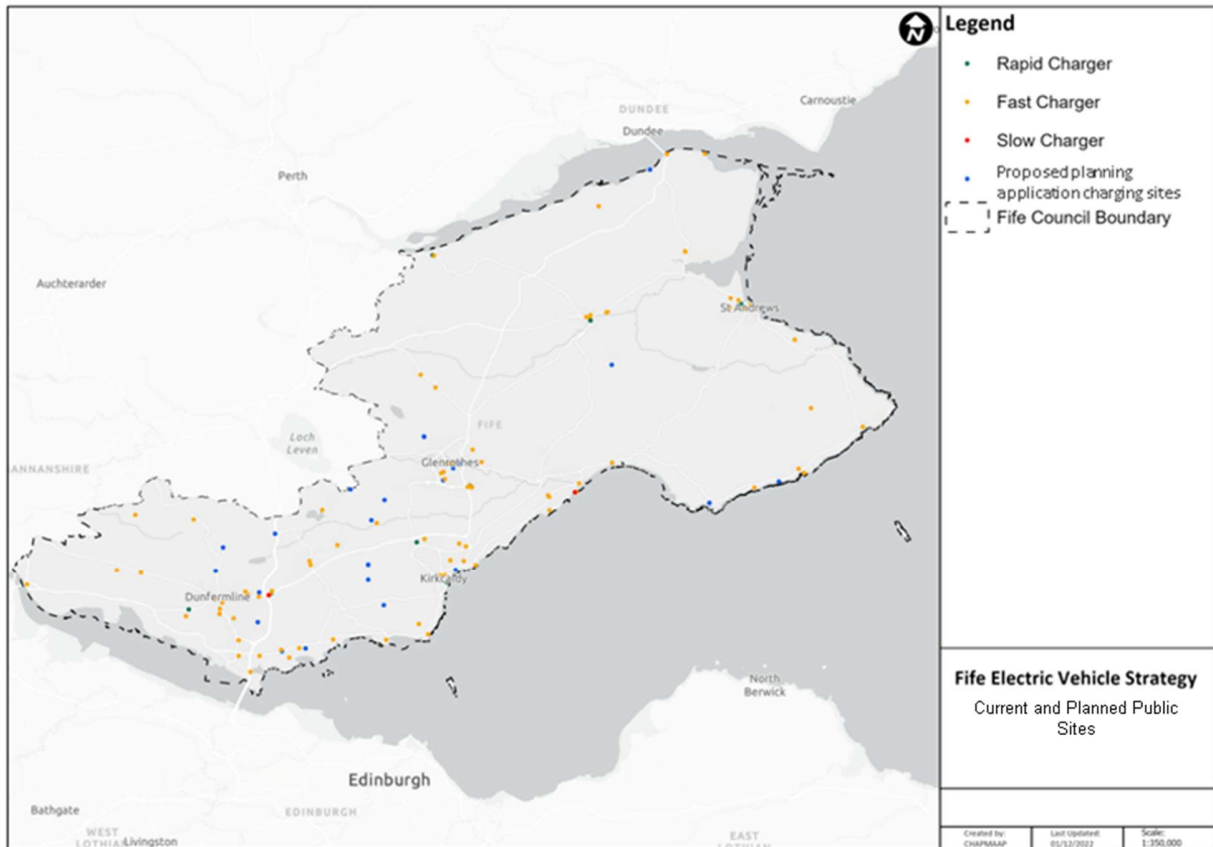 N
Legend
Rapid Charger
Fast Charger
Slow Charger
Proposed planning
application charging sites
Fife Council Boundary
Carnoustie
DUNDEE
Dundee
Perth
Auchterarder
St Andrews
FIFE
Loch
Leven
Glenrothes
ANNANSHIRE
Kirkcaldy
Dunfermline
North
Berwick
Edinburgh
Bathgate
EDINBURGH
WEST
LOTHIAN
Livingston
EAST
LOTHIAN
Fife Electric Vehicle Strategy
Current and Planned Public
Sites
Created by:
CHAPMAAP
Last Updated:
01/12/2022
Scale:
1:350,000